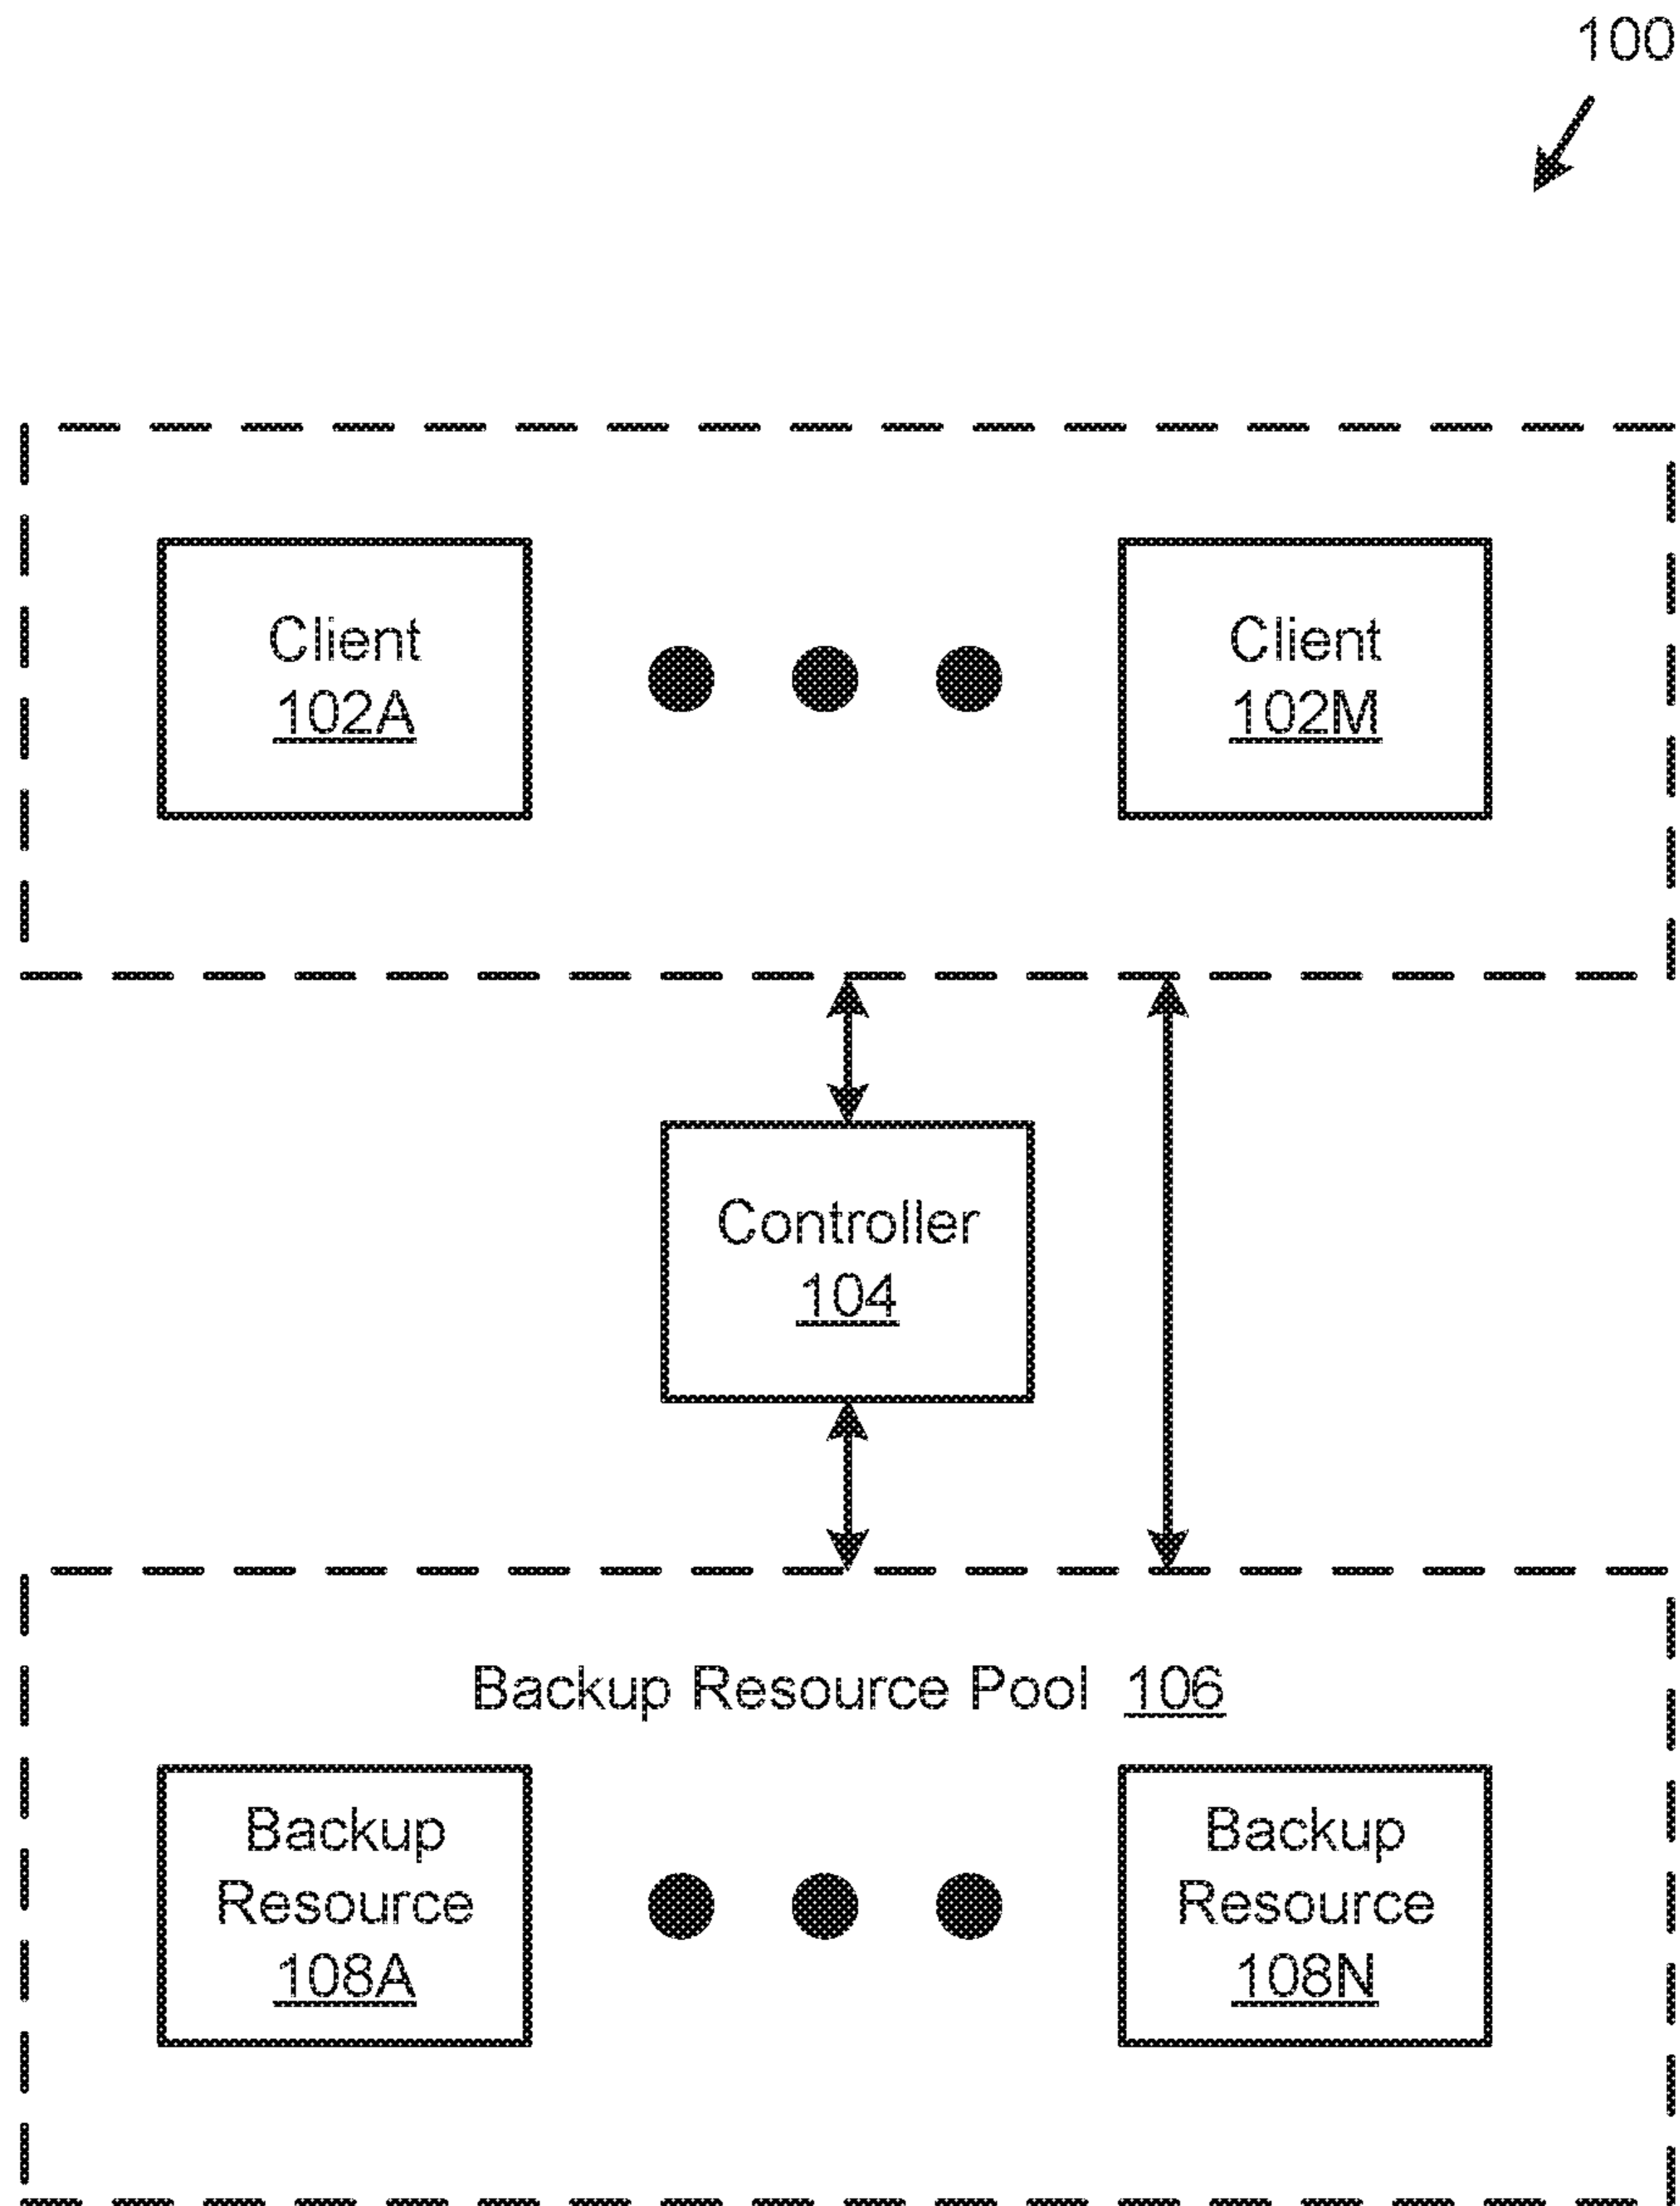 100
Client
102A
Client
102M
Controller
104
Backup Resource Pool 106
Backup
Resource
108A
Backup
Resource
108N